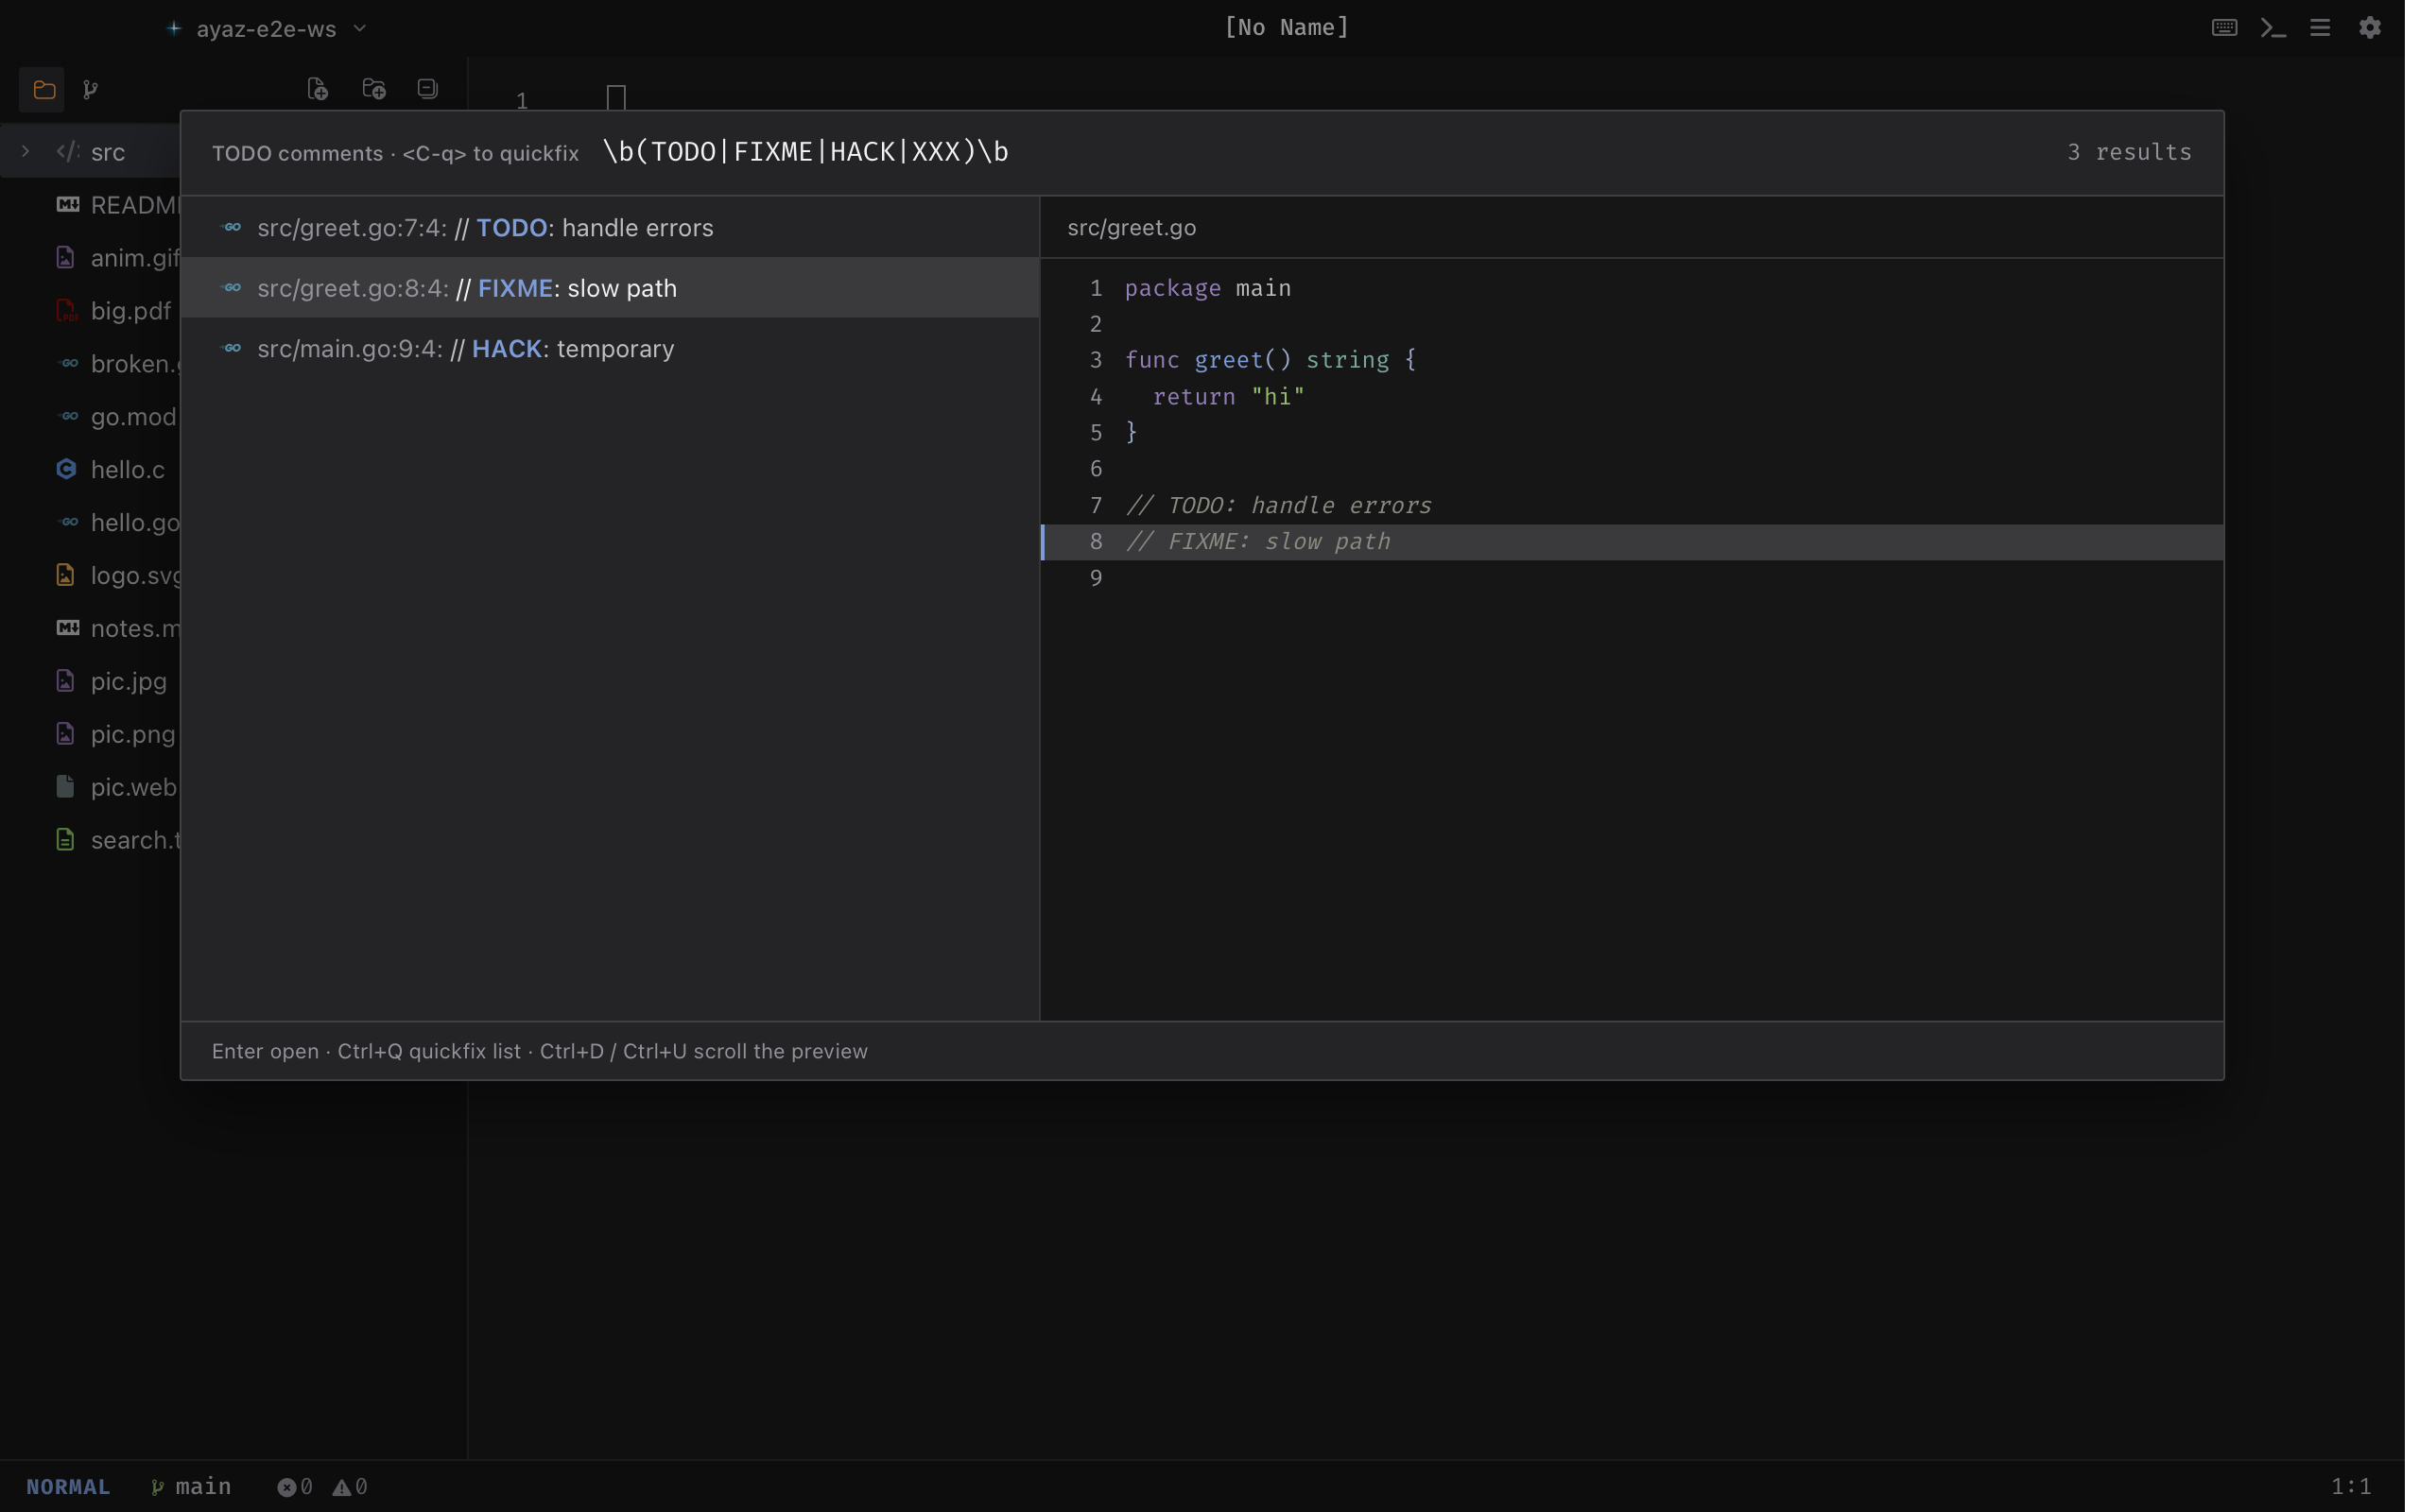 ayaz-e2e-ws
[No Name]
1
src
TODO comments · <C-q> to quickfix \b(TODO|FIXME|HACK|XXX)\b
3 results
READM
anim.gif
big.pdf
broken.
go.mod
hello.c
hello.go
logo.svg
notes.m
pic.jpg
pic.png
pic.web
search.t
src/greet.go:7:4: // TODO: handle errors
src/greet.go:8:4: // FIXME: slow path
src/main.go:9:4: // HACK: temporary
src/greet.go
1 package main
2
3 func greet() string {
4 return "hi"
5 }
6
7 // TODO: handle errors
8 // FIXME: slow path
9
Enter open · Ctrl+Q quickfix list · Ctrl+D / Ctrl+U scroll the preview
NORMAL main 0 0
1:1